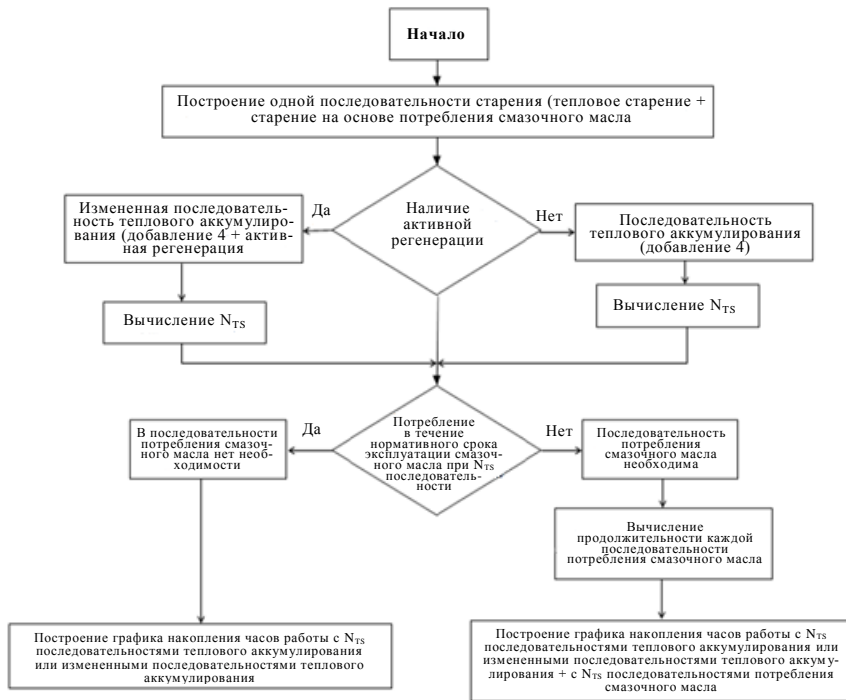 Начало
Построение одной последовательности старения (тепловое старение +
старение на основе потребления смазочного масла
Измененная последователь-
ность теплового аккумулиро-
вания (добавление 4 + актив-
ная регенерация
Да
Наличие
активной
регенерации
Нет
Последовательность
теплового аккумулирования
(добавление 4)
Вычисление NTS
Вычисление NTS
В последовательности
потребления смазоч-
ного масла нет необ-
ходимости
Да
Потребление
в течение
нормативного срока
эксплуатации смазоч-
ного масла при NTS
последователь-
ности
Нет
Последовательность
потребления
смазочного масла
необходима
Вычисление
продолжительности каждой
последовательности
потребления смазочного масла
Построение графика накопления часов работы с NTS
последовательностями теплового аккумулирования
или измененными последовательностями теплового
аккумулирования
Построение графика накопления часов работы с NTS
последовательностями теплового аккумулирования или
измененными последовательностями теплового аккуму-
лирования + с NTS последовательностями потребления
смазочного масла